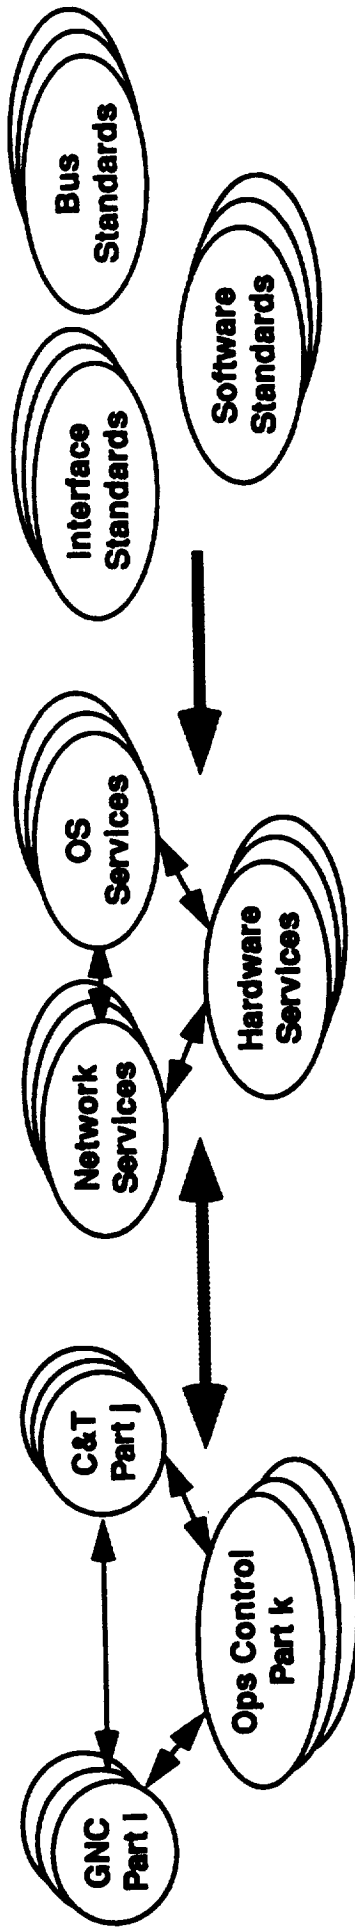 GNC
Part i
C&T
Part j
Ops Control
Part k
Network
Services
OS
Services
Hardware
Services
Interface
Standards
Bus
Standards
Software
Standards